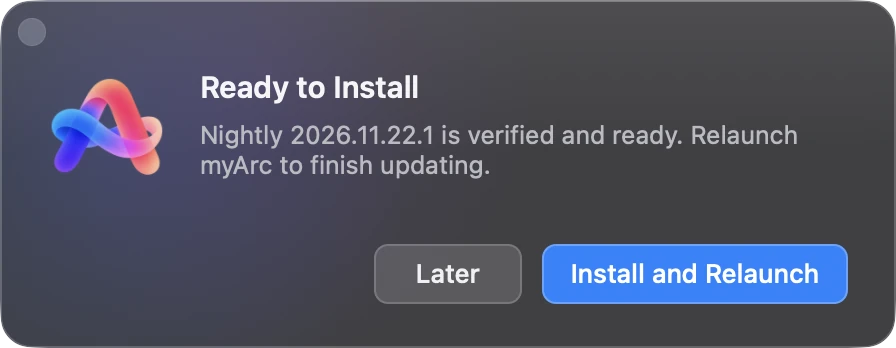 Ready to Install
Nightly 2026.11.22.1 is verified and ready. Relaunch
myArc to finish updating.
Later
Install and Relaunch